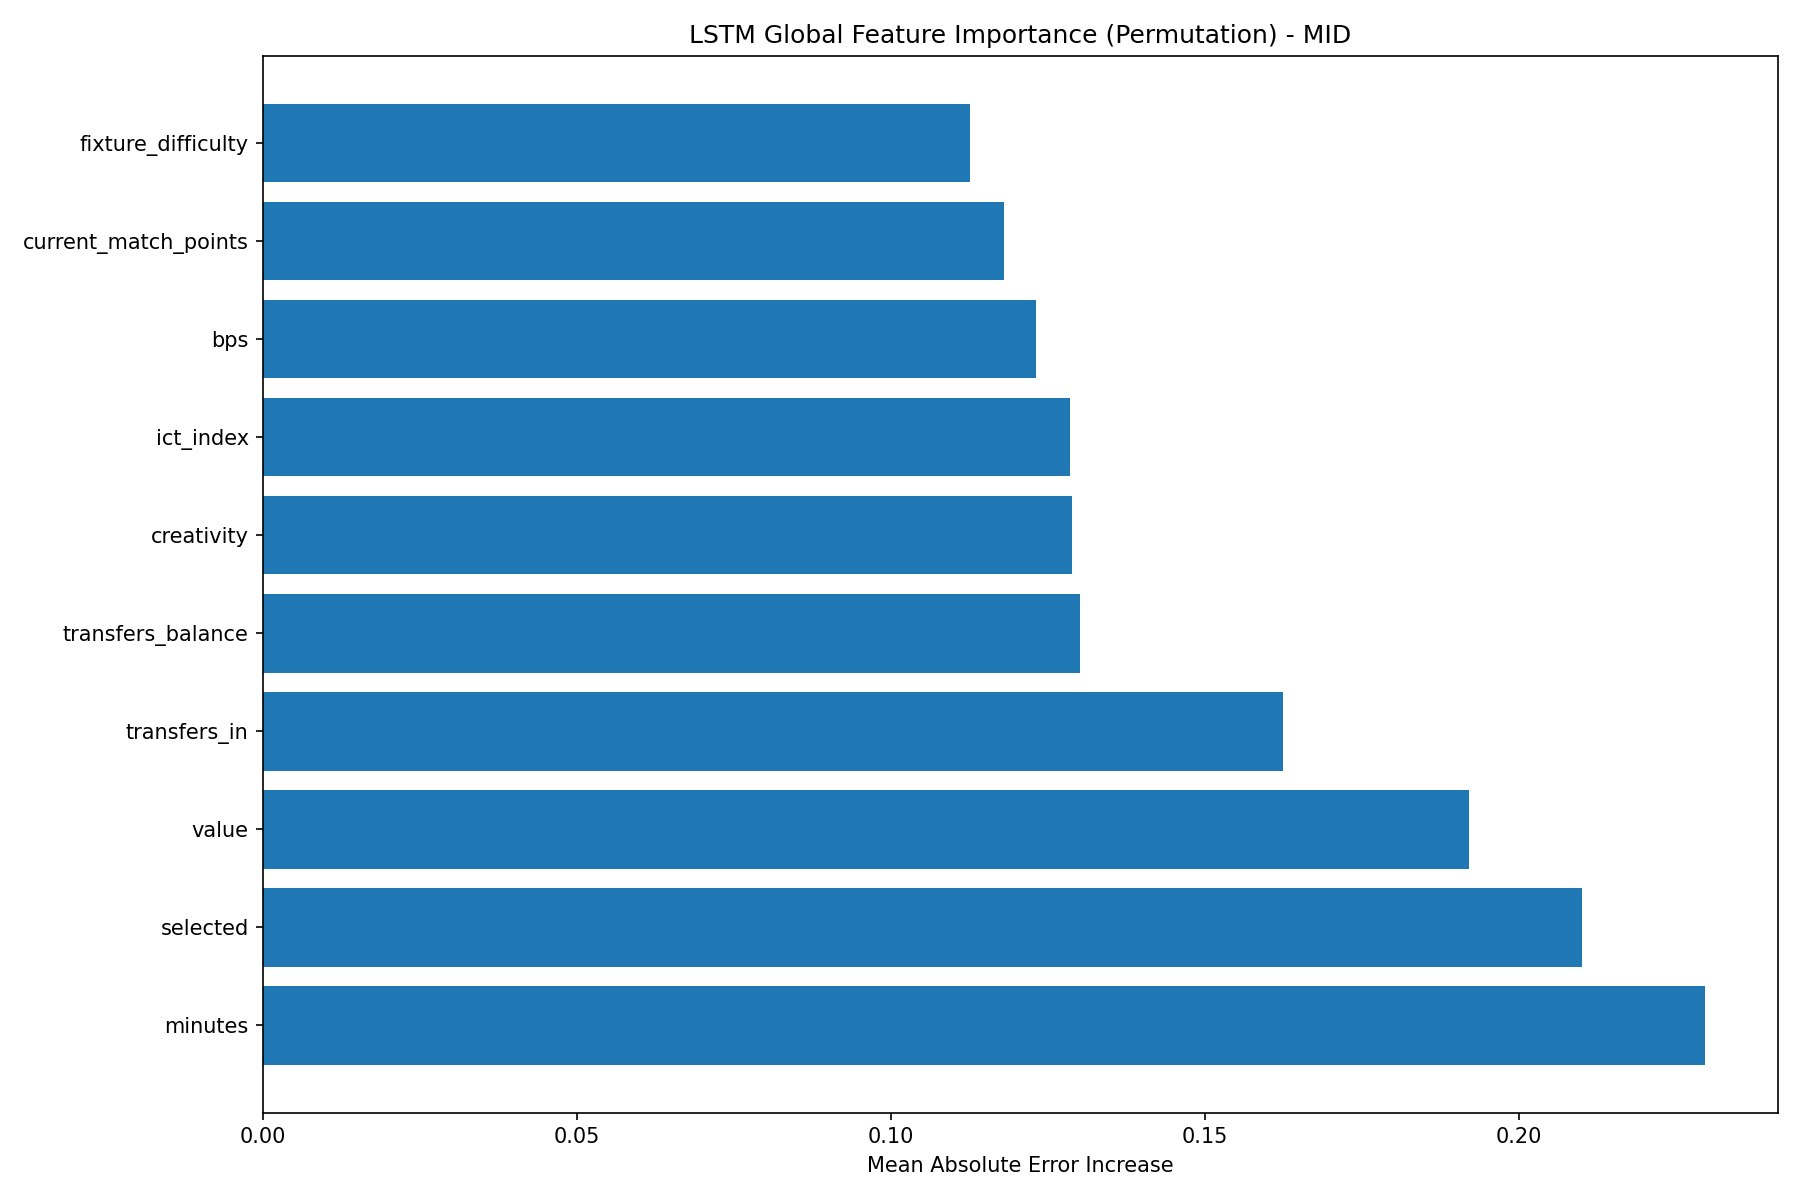 LSTM Global Feature Importance (Permutation) - MID
fixture_difficulty
current_match_points
bps
ict_index
creativity
transfers_balance
transfers_in
value
selected
minutes
0.00 0.05 0.10 0.15 0.20
Mean Absolute Error Increase